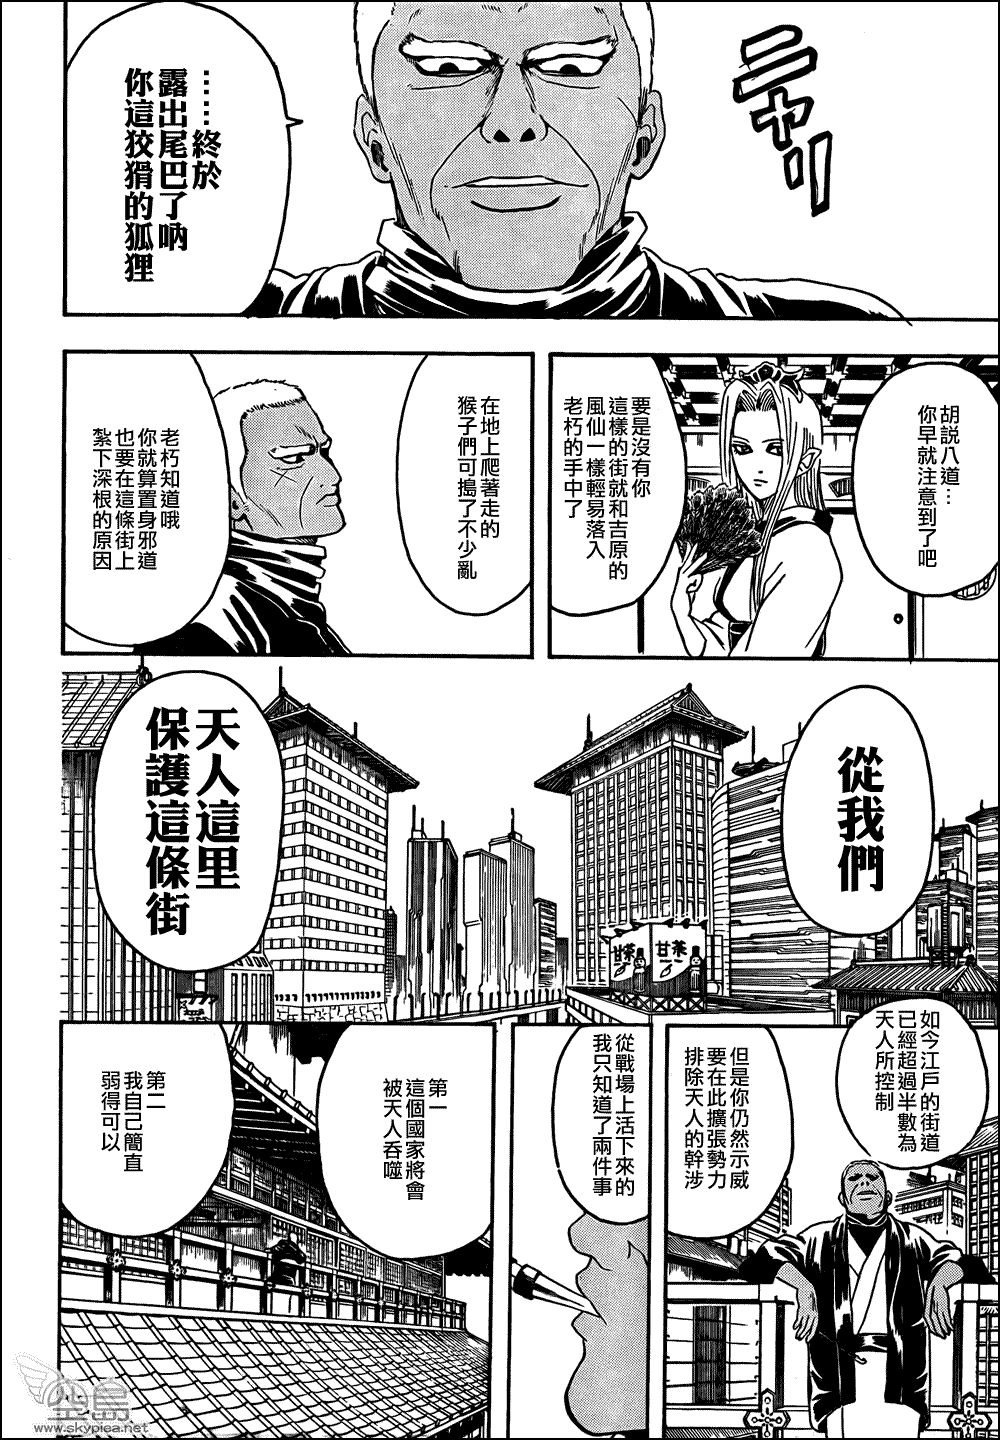 ニヤリ
……終於
露出尾巴了吶
你這狡猾的狐狸
胡説八道…
你早就注意到了吧
要是沒有你
這樣的街就和吉原的
風仙一樣輕易落入
老朽的手中了
在地上爬著走的
猴子們可搗了不少亂
老朽知道哦
你就算置身邪道
也要在這條街上
紮下深根的原因
從我們
天人這里
保護這條街
甘茶
甘茶
如今江戶的街道
已經超過半數為
天人所控制
但是你仍然示威
要在此擴張勢力
排除天人的幹涉
從戰場上活下來的
我只知道了兩件事
第一
這個國家將會
被天人吞噬
第二
我自己簡直
弱得可以
空島
www.skypiea.net